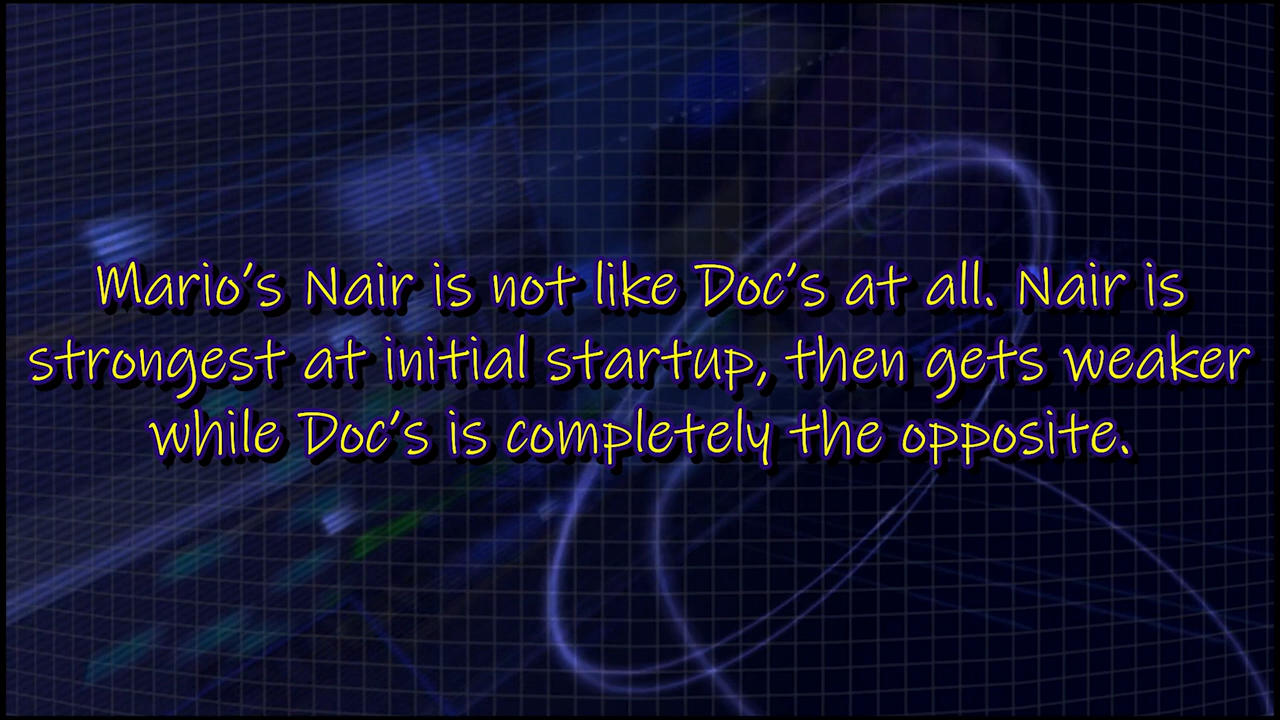 Mario's Nair is not like Doc's at all. Nair is
strongest at initial startup, then gets weaker
while Doc's is completely the opposite.